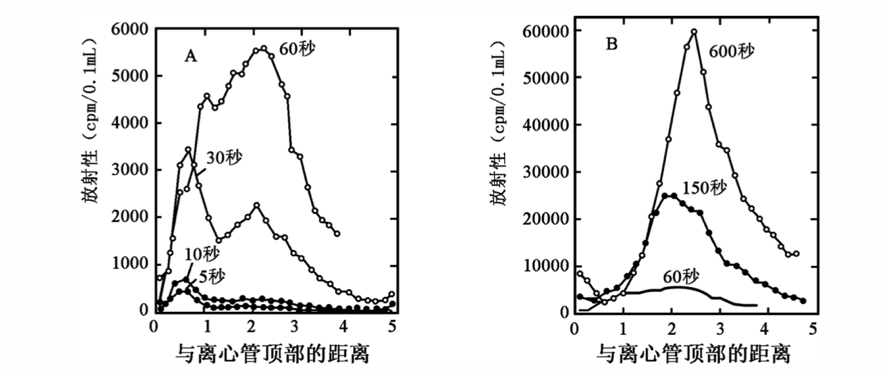 A
放射性（cpm/0.1mL）
6000
5000
4000
3000
2000
1000
0
60秒
30秒
10秒
5秒
0 1 2 3 4 5
与离心管顶部的距离
B
放射性（cpm/0.1mL）
60000
50000
40000
30000
20000
10000
0
600秒
150秒
60秒
0 1 2 3 4 5
与离心管顶部的距离